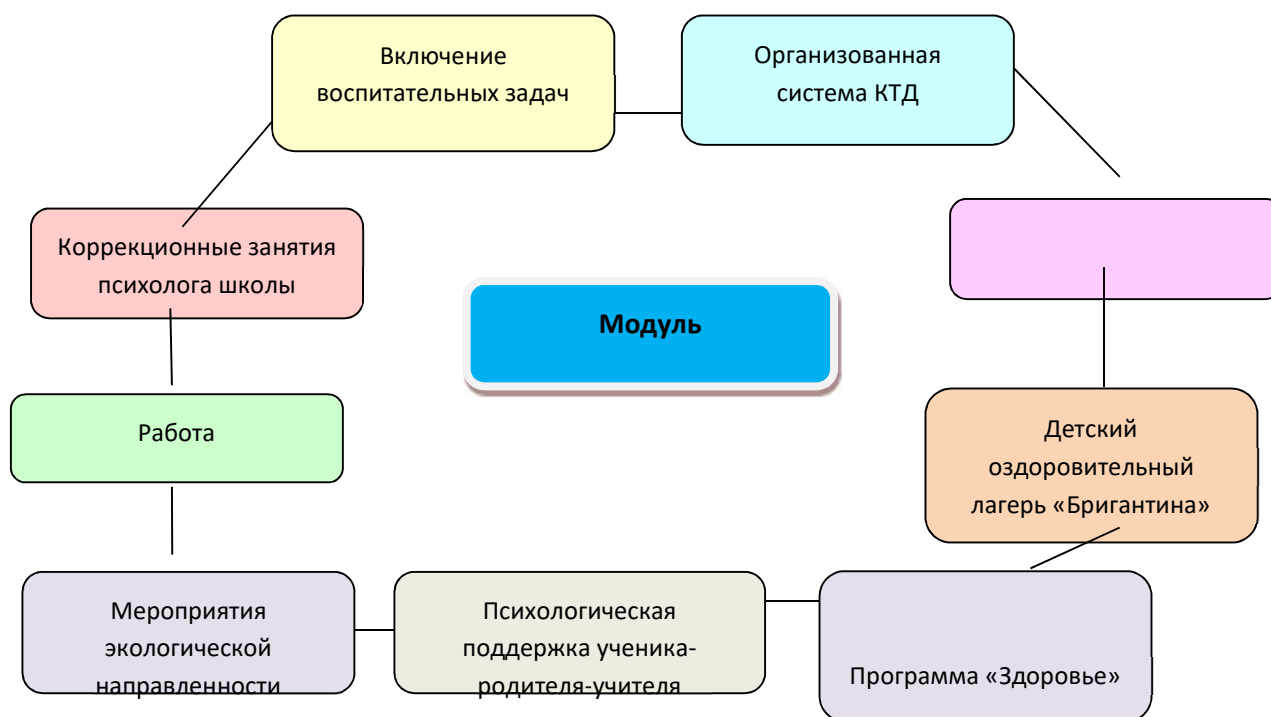 Включение
воспитательных задач
Организованная
система КТД
Коррекционные занятия
психолога школы
Модуль
Работа
Детский
оздоровительный
лагерь «Бригантина»
Мероприятия
экологической
направленности
Психологическая
поддержка ученика-
родителя-учителя
Программа «Здоровье»